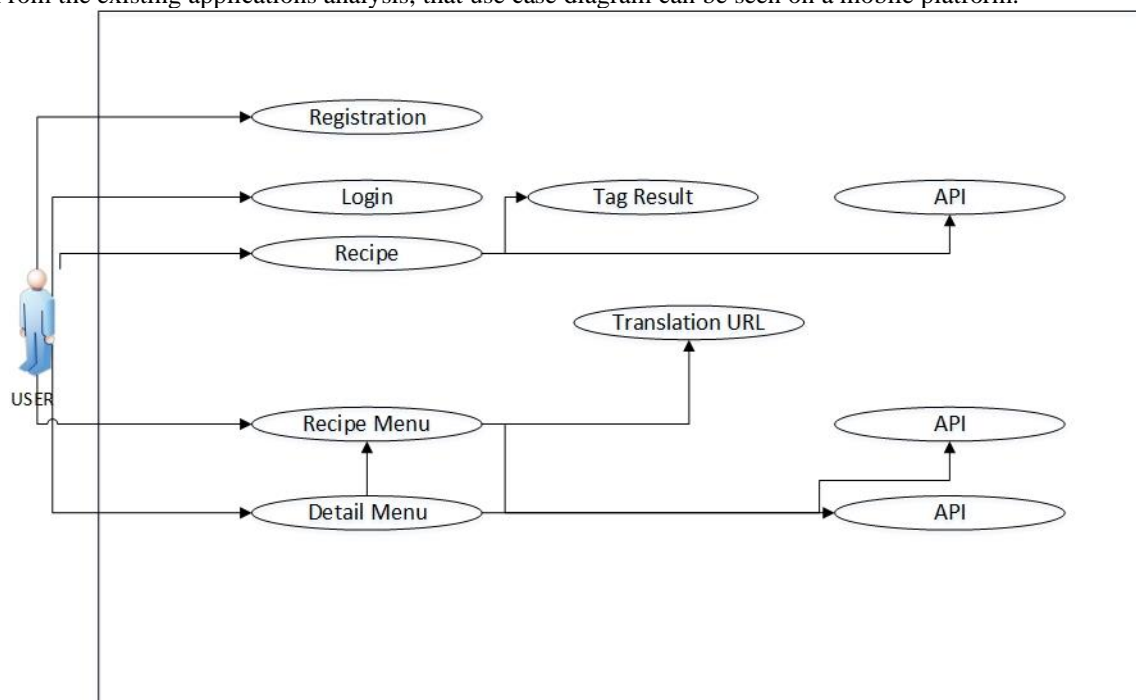 From the existing applications analysis, that use case diagram can be seen on a mobile platform.
Registration
Login
Tag Result
API
Recipe
Translation URL
USER
Recipe Menu
API
Detail Menu
API